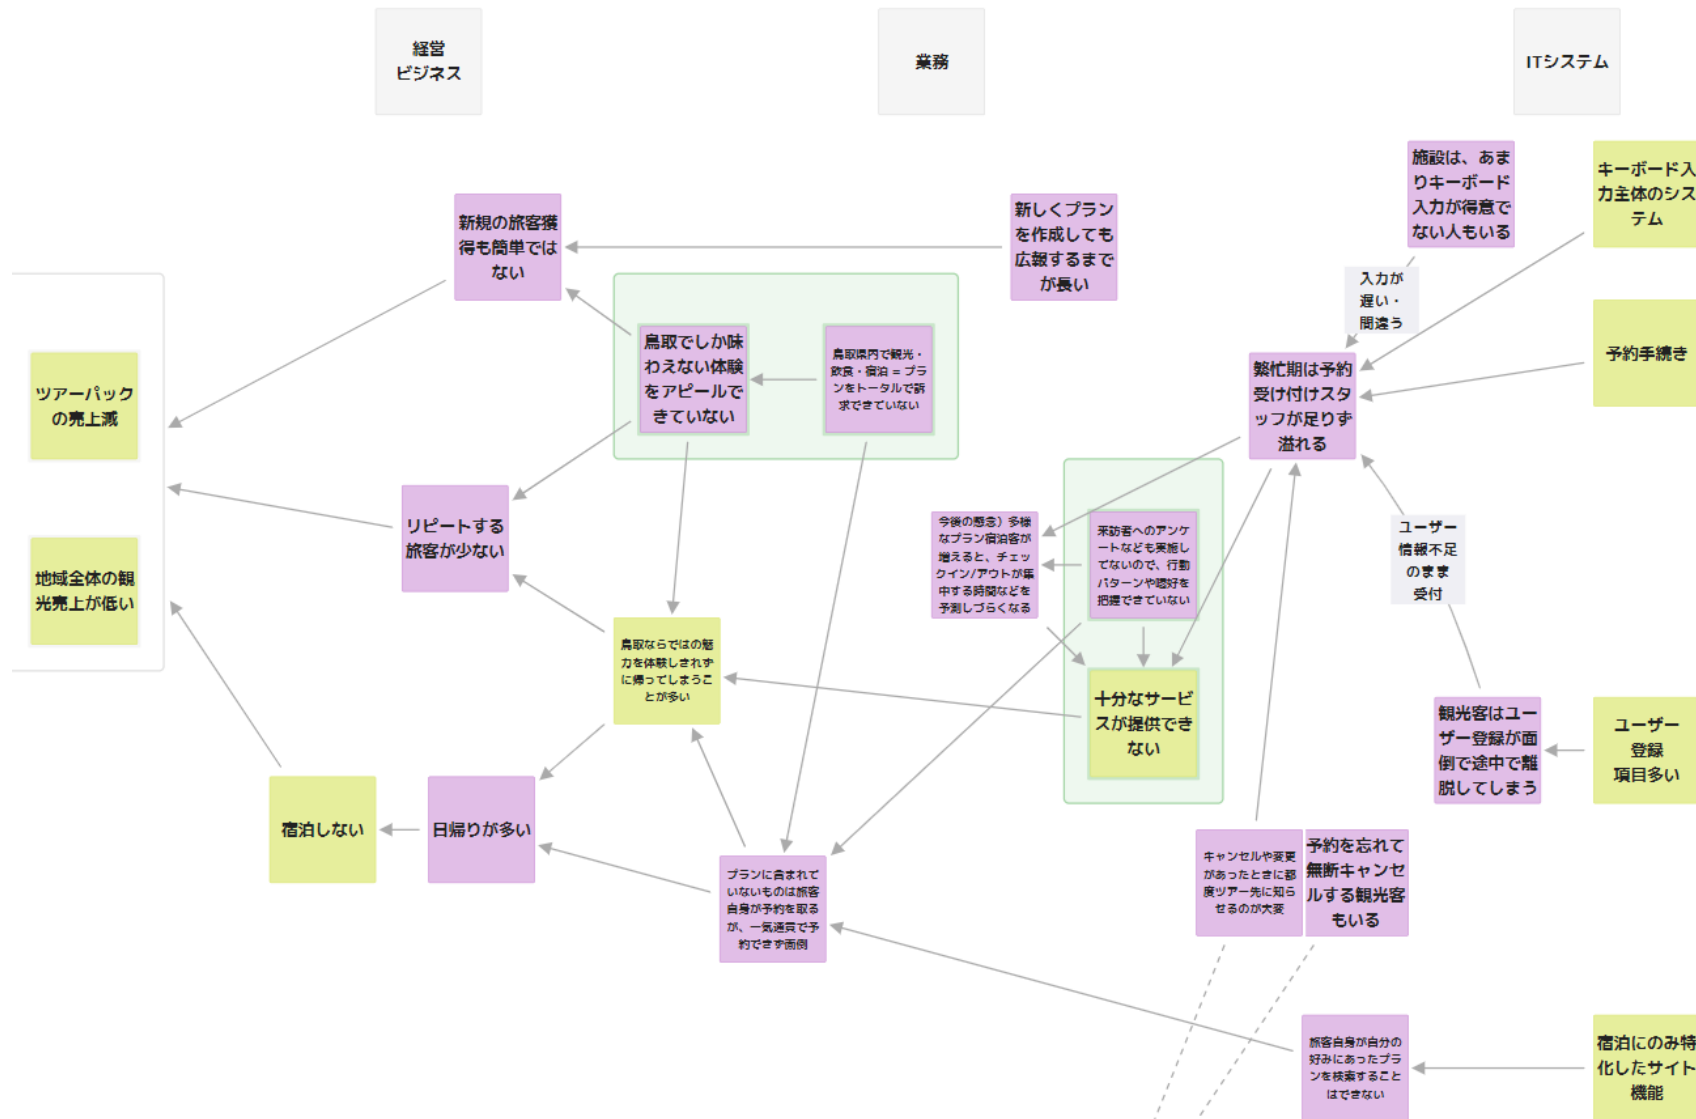 経営
ビジネス
業務
ITシステム
施設は、あま
りキーボード
入力が得意で
ない人もいる
キーボード入
力主体のシス
テム
新規の旅客獲
得も簡単では
ない
新しくプラン
を作成しても
広報するまで
が長い
入力が
遅い・
間違う
予約手続き
鳥取でしか味
わえない体験
をアピールで
きていない
鳥取県内で観光・
飲食・宿泊 = プラ
ンをトータルで訴
求できていない
繁忙期は予約
受け付けスタ
ッフが足りず
溢れる
ツアーパック
の売上減
リピートする
旅客が少ない
今後の懸念）多様
なプラン宿泊客が
増えると、チェッ
クイン/アウトが集
中する時間などを
予測しづらくなる
来訪者へのアンケ
ートなども実施し
てないので、行動
パターンや嗜好を
把握できていない
ユーザー
情報不足
のまま
受付
地域全体の観
光売上が低い
鳥取ならではの魅
力を体験しきれず
に帰ってしまうこ
とが多い
十分なサービ
スが提供でき
ない
観光客はユー
ザー登録が面
倒で途中で離
脱してしまう
ユーザー
登録
項目多い
宿泊しない
日帰りが多い
プランに含まれて
いないものは旅客
自身が予約を取る
が、一気通貫で予
約できず面倒
キャンセルや変更
があったときに都
度ツアー先に知ら
せるのが大変
予約を忘れて
無断キャンセ
ルする観光客
もいる
旅客自身が自分の
好みにあったプラ
ンを検索すること
はできない
宿泊にのみ特
化したサイト
機能